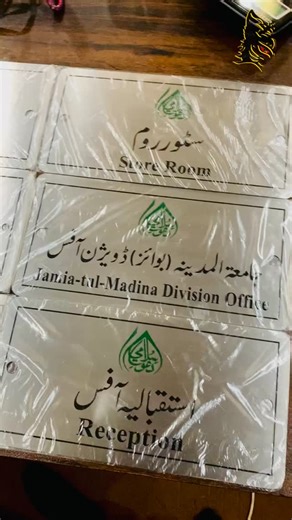 سٹور روم
Store Room
جامعۃ المدینہ (بوائز) ڈویژن آفس
Jamia-tul-Madina Division Office
استقبالیہ آفس
Reception